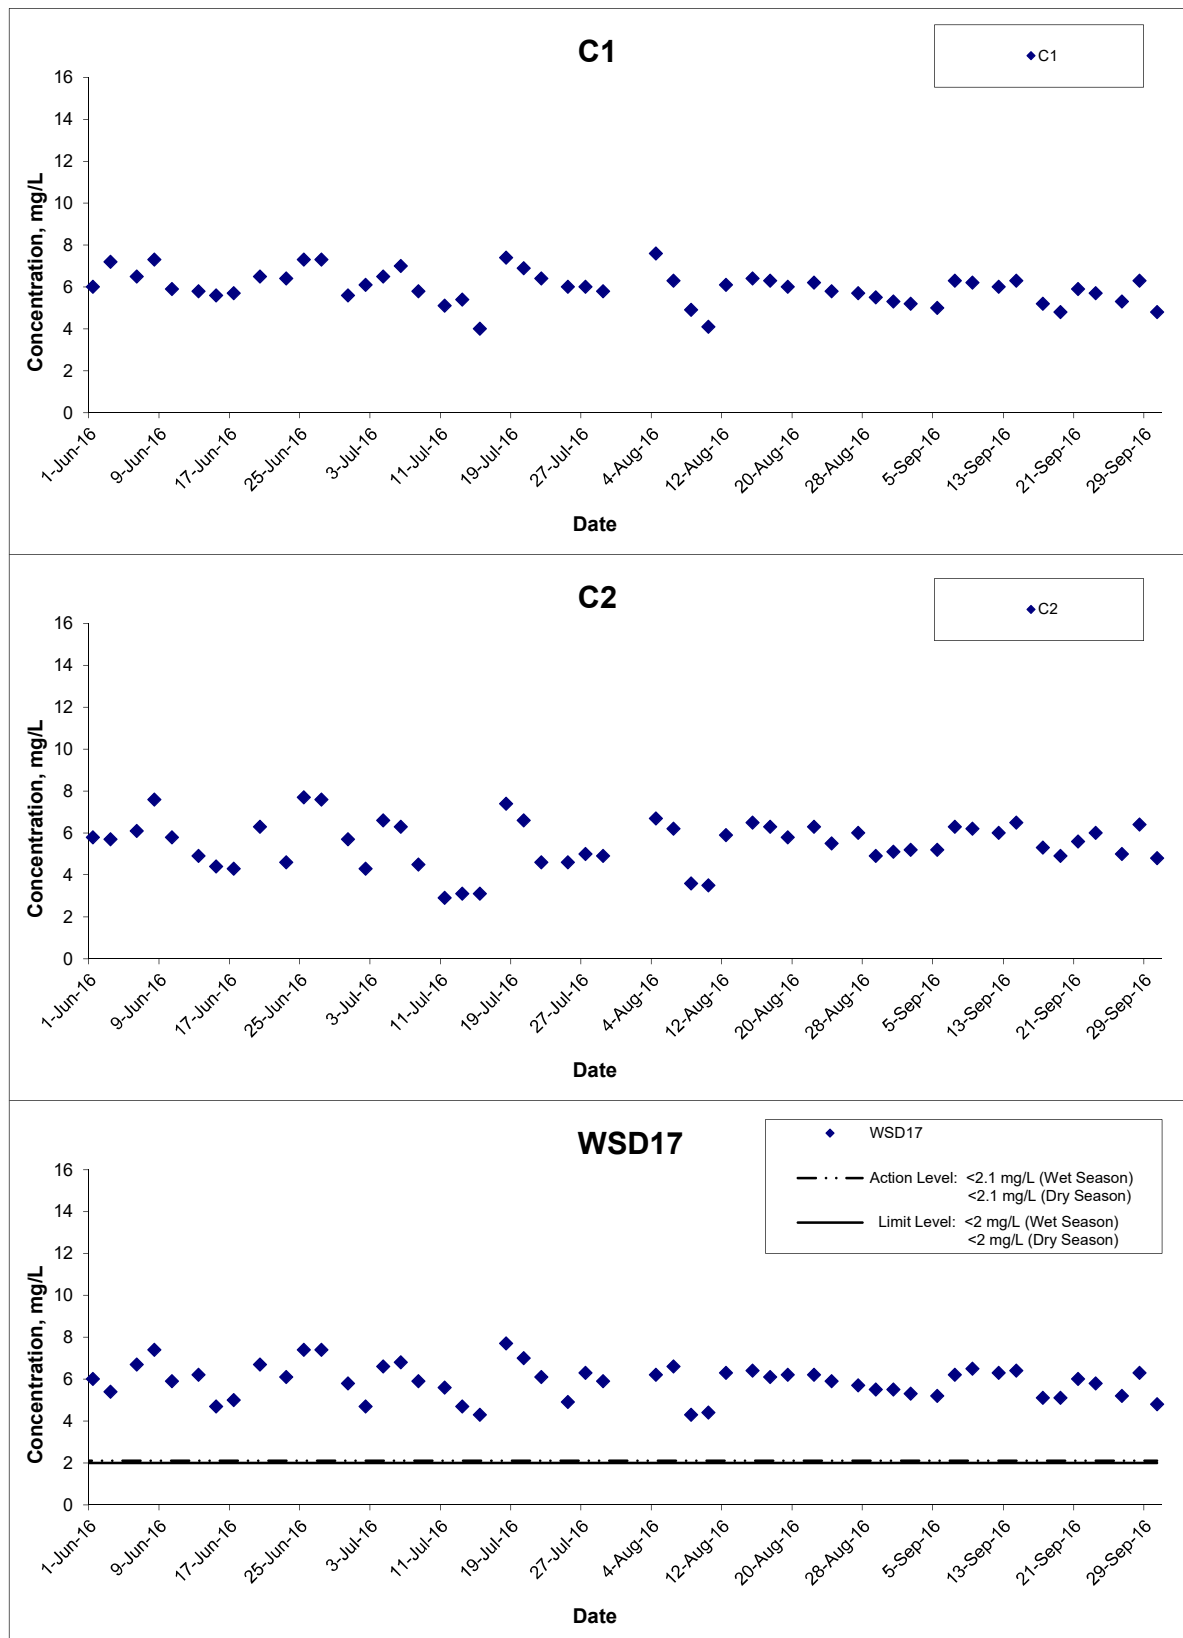 C1
C1
16
14
12
10
8
6
4
2
0
Concentration, mg/L
1-Jun-16
9-Jun-16
17-Jun-16
25-Jun-16
3-Jul-16
11-Jul-16
19-Jul-16
27-Jul-16
4-Aug-16
12-Aug-16
20-Aug-16
28-Aug-16
5-Sep-16
13-Sep-16
21-Sep-16
29-Sep-16
Date
C2
C2
16
14
12
10
8
6
4
2
0
Concentration, mg/L
1-Jun-16
9-Jun-16
17-Jun-16
25-Jun-16
3-Jul-16
11-Jul-16
19-Jul-16
27-Jul-16
4-Aug-16
12-Aug-16
20-Aug-16
28-Aug-16
5-Sep-16
13-Sep-16
21-Sep-16
29-Sep-16
Date
WSD17
WSD17
Action Level: <2.1 mg/L (Wet Season)
<2.1 mg/L (Dry Season)
Limit Level: <2 mg/L (Wet Season)
<2 mg/L (Dry Season)
16
14
12
10
8
6
4
2
0
Concentration, mg/L
1-Jun-16
9-Jun-16
17-Jun-16
25-Jun-16
3-Jul-16
11-Jul-16
19-Jul-16
27-Jul-16
4-Aug-16
12-Aug-16
20-Aug-16
28-Aug-16
5-Sep-16
13-Sep-16
21-Sep-16
29-Sep-16
Date